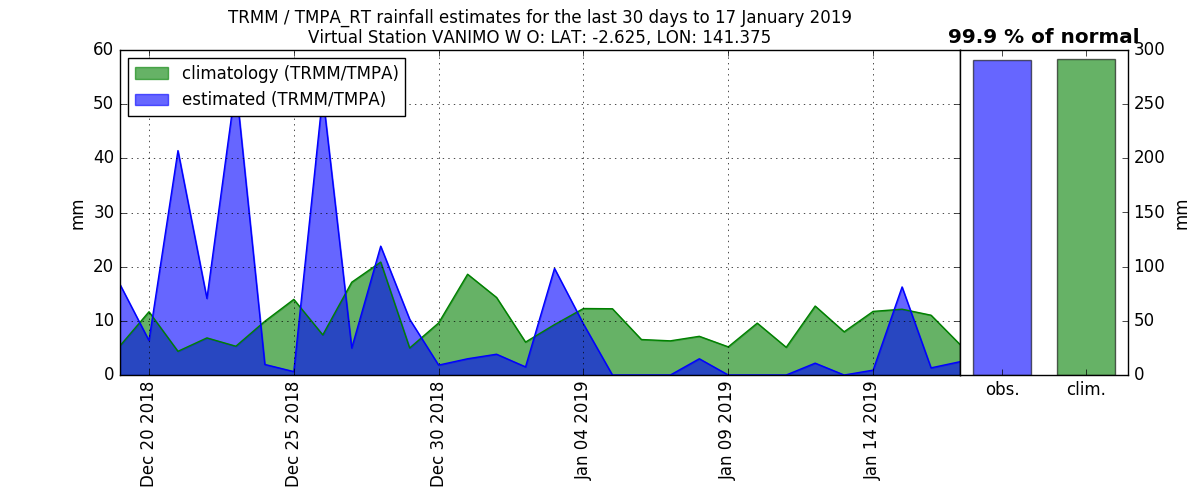 TRMM / TMPA_RT rainfall estimates for the last 30 days to 17 January 2019
Virtual Station VANIMO W O: LAT: -2.625, LON: 141.375
99.9 % of normal
climatology (TRMM/TMPA)
estimated (TRMM/TMPA)
mm
60
50
40
30
20
10
0
Dec 20 2018
Dec 25 2018
Dec 30 2018
Jan 04 2019
Jan 09 2019
Jan 14 2019
300
250
200
150
100
50
0
mm
obs.
clim.